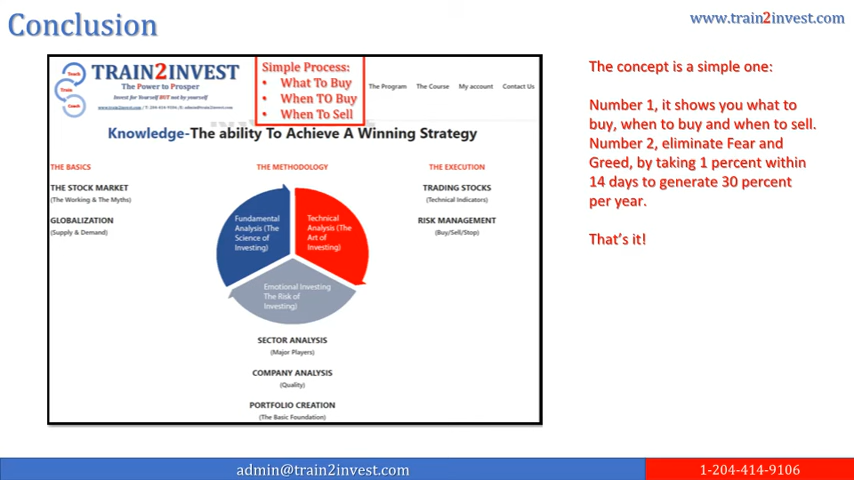 Conclusion
www.train2invest.com
Teach
Train
Coach
TRAIN2INVEST
The Power to Prosper
Invest for Yourself BUT not by yourself
Simple Process:
• What To Buy
• When TO Buy
• When To Sell
The Program
The Course
My account
Contact Us
Knowledge-The ability To Achieve A Winning Strategy
THE BASICS
THE STOCK MARKET
(The Working & The Myths)
GLOBALIZATION
(Supply & Demand)
THE METHODOLOGY
Fundamental
Analysis (The
Science of
Investing)
Technical
Analysis (The
Art of
Investing)
Emotional Investing
The Risk of
Investing)
SECTOR ANALYSIS
(Major Players)
COMPANY ANALYSIS
(Quality)
PORTFOLIO CREATION
(The Basic Foundation)
THE EXECUTION
TRADING STOCKS
(Technical Indicators)
RISK MANAGEMENT
(Buy/Sell/Stop)
The concept is a simple one:
Number 1, it shows you what to
buy, when to buy and when to sell.
Number 2, eliminate Fear and
Greed, by taking 1 percent within
14 days to generate 30 percent
per year.
That's it!
admin@train2invest.com
1-204-414-9106